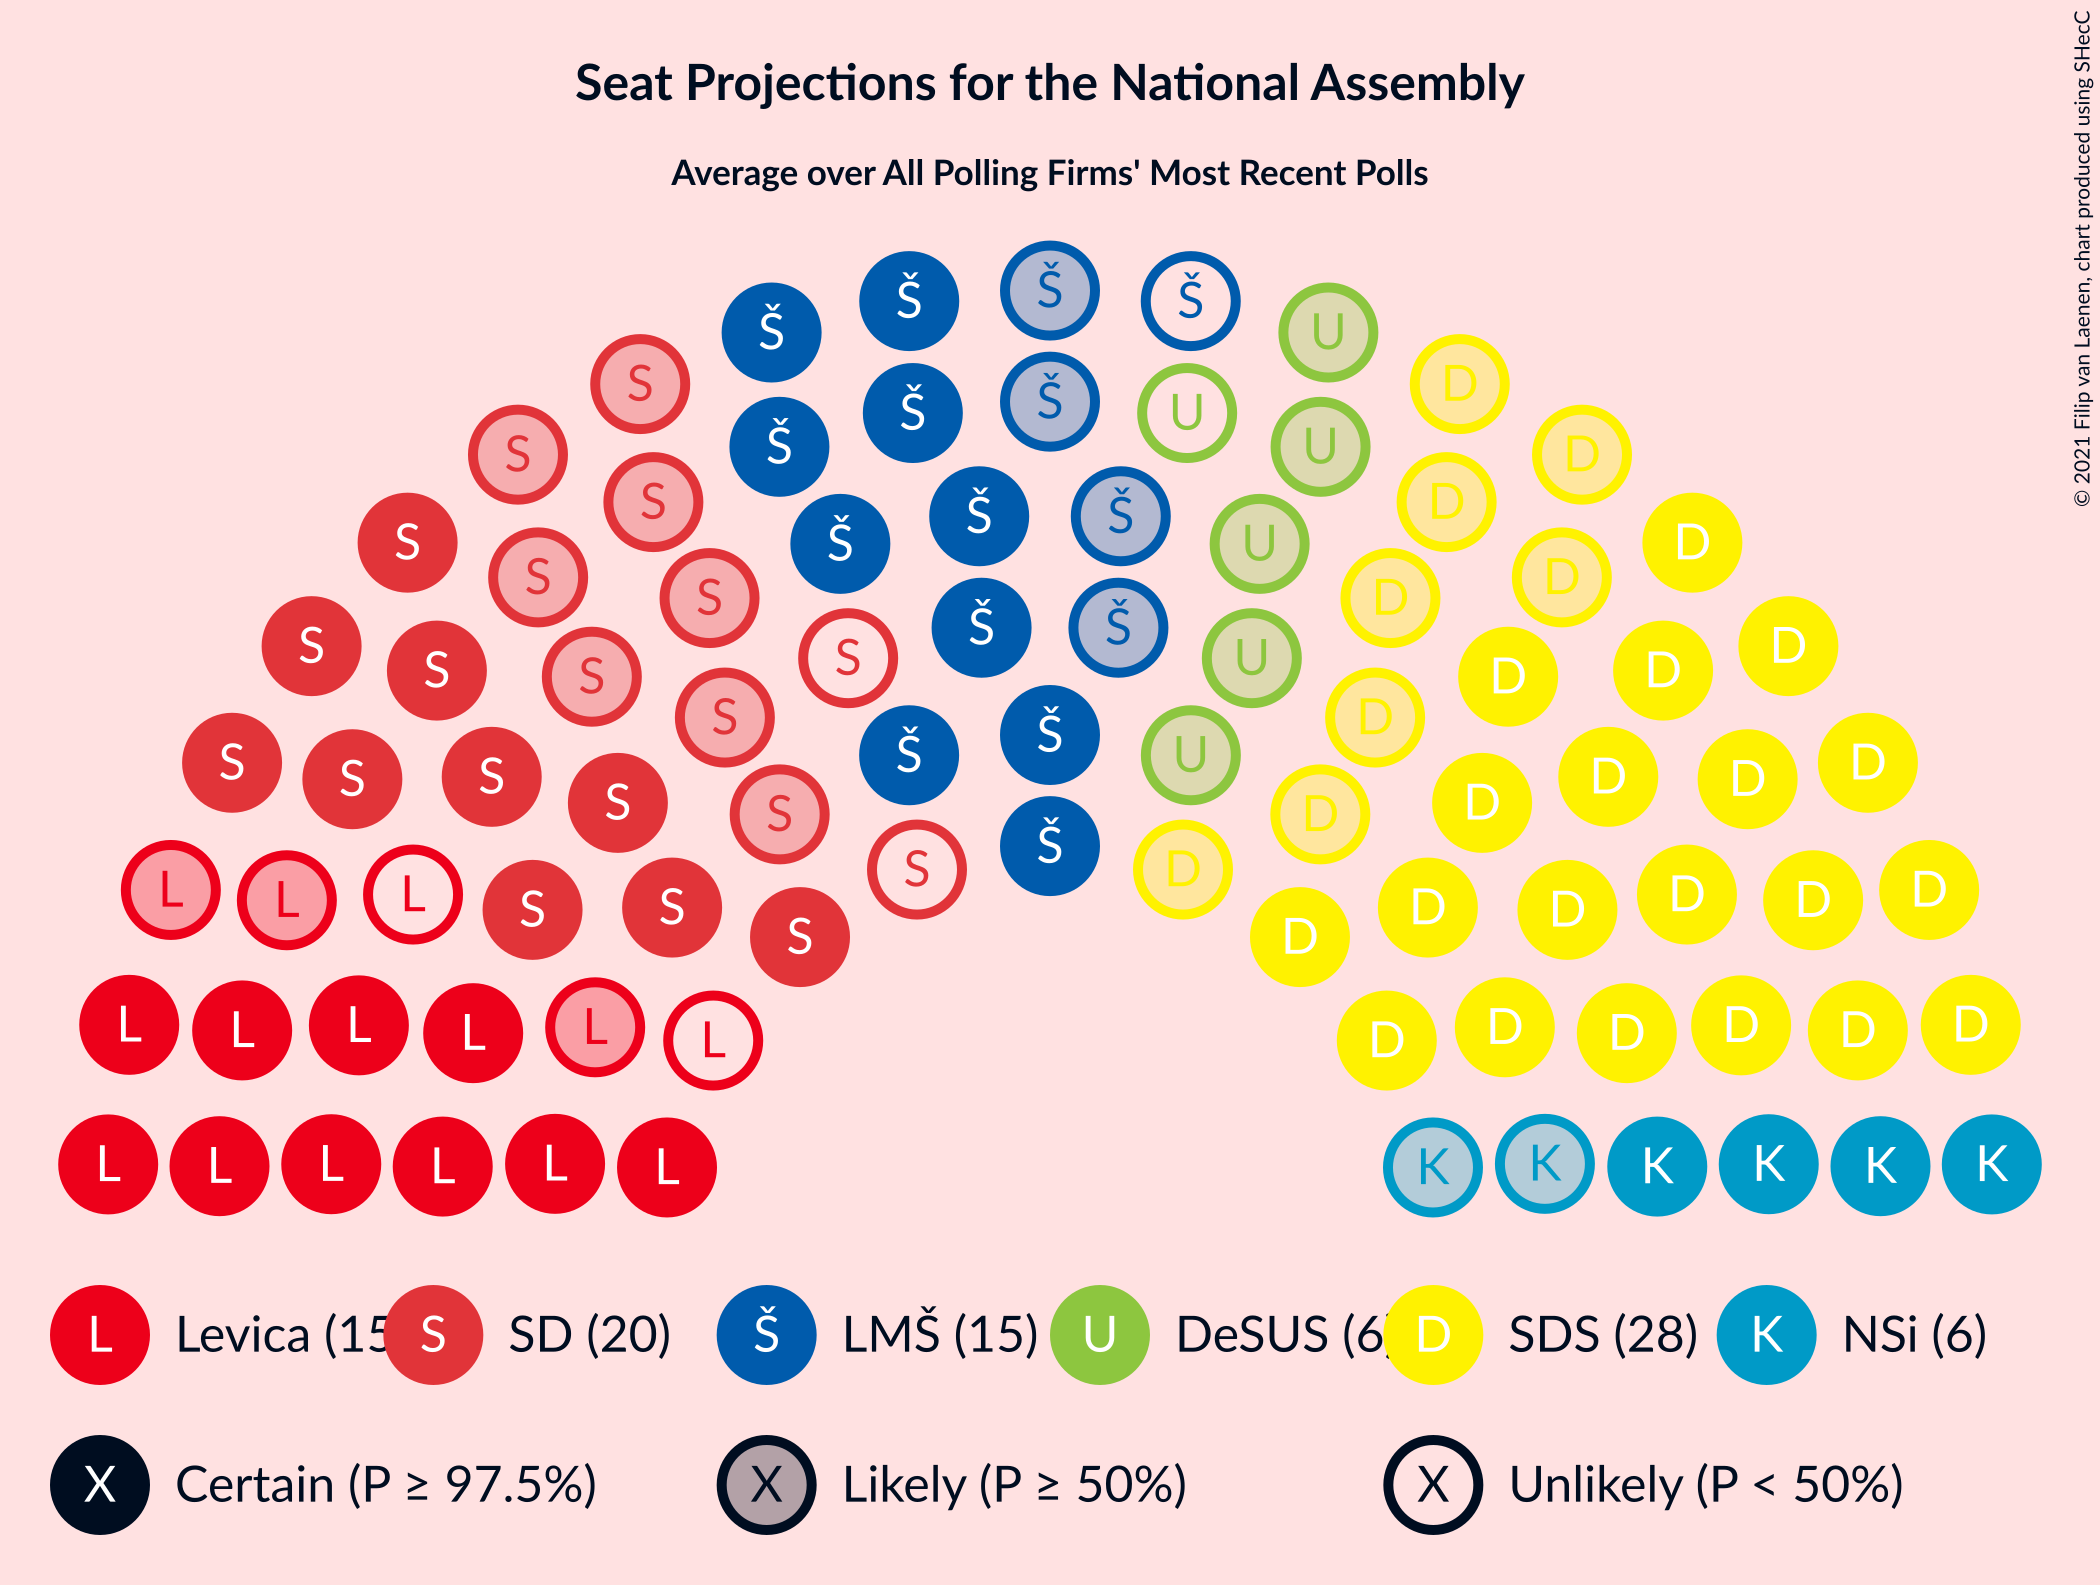 Seat Projections for the National Assembly
Average over All Polling Firms' Most Recent Polls
© 2021 Filip van Laenen, chart produced using SHecC
Š Š Š Š U
S Š Š Š U U D
S S Š Š Š U D D
S S S Š Š U D D D
S S S S S Š Š U U D D D D
S S S S S Š Š U D D D D D
L L L S S S S Š D D D D D D D
L L L L L L D D D D D D
L L L L L L K K K K K K
L Levica (15 S SD (20) Š LMŠ (15) U DeSUS (6) D SDS (28) K NSi (6)
X Certain (P ≥ 97.5%) X Likely (P ≥ 50%) X Unlikely (P < 50%)